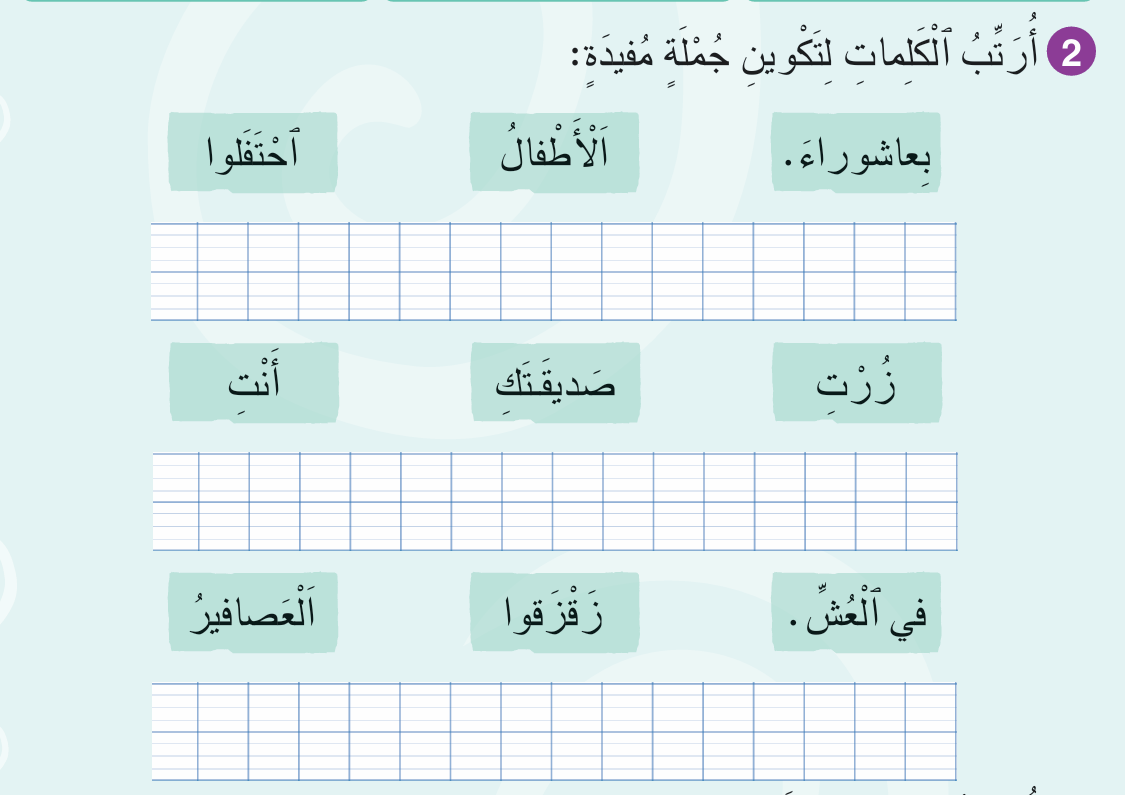 2 أُرَتِّبُ ٱلْكَلِماتِ لِتَكْوينِ جُمْلَةٍ مُفيدَةٍ:
بِعاشوراءَ. اَلْأَطْفالُ ٱحْتَفَلوا
زُرْتِ صَديقَتَكِ أَنْتِ
في ٱلْعُشِّ. زَقْزَقوا اَلْعَصافيرُ